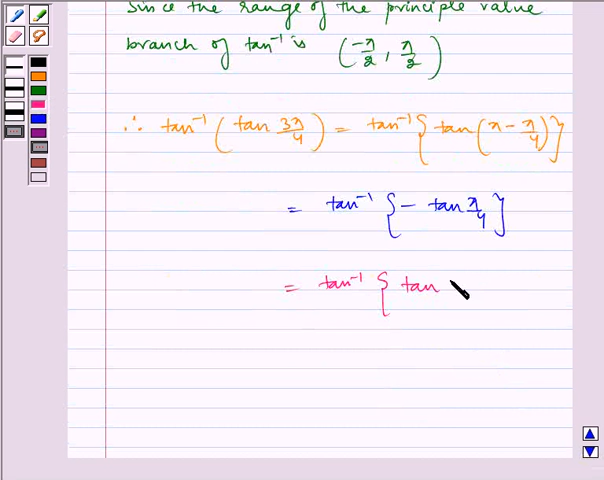 Since the range of the principle value
branch of tan⁻¹ is (-π/2, π/2)
∴ tan⁻¹(tan 3π/4) = tan⁻¹{tan(π - π/4)}
= tan⁻¹{- tan π/4}
= tan⁻¹{tan